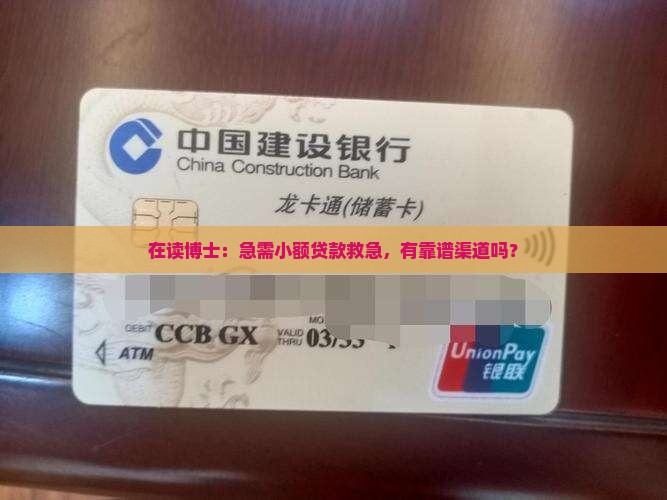 中国建设银行
China Construction Bank
龙卡通(储蓄卡)
在读博士：急需小额贷款救急，有靠谱渠道吗？
DEBIT CCB GX VALID THRU 03/33
ATM
UnionPay
银联